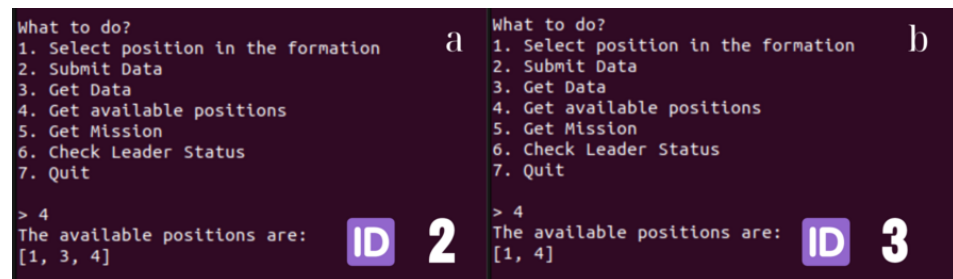 What to do?
1. Select position in the formation
2. Submit Data
3. Get Data
4. Get available positions
5. Get Mission
6. Check Leader Status
7. Quit
> 4
The available positions are:
[1, 3, 4]
a
ID 2
What to do?
1. Select position in the formation
2. Submit Data
3. Get Data
4. Get available positions
5. Get Mission
6. Check Leader Status
7. Quit
> 4
The available positions are:
[1, 4]
b
ID 3